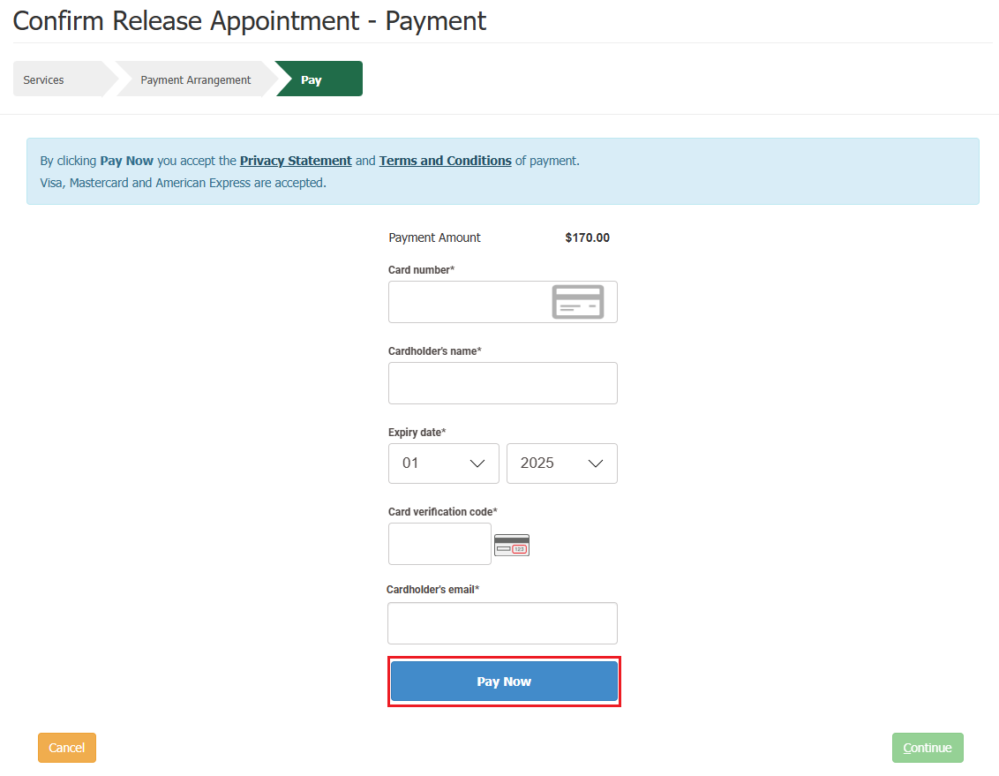 Confirm Release Appointment - Payment
Services
Payment Arrangement
Pay
By clicking Pay Now you accept the Privacy Statement and Terms and Conditions of payment.
Visa, Mastercard and American Express are accepted.
Payment Amount $170.00
Card number*
Cardholder's name*
Expiry date*
01 2025
Card verification code*
123
Cardholder's email*
Pay Now
Cancel Continue